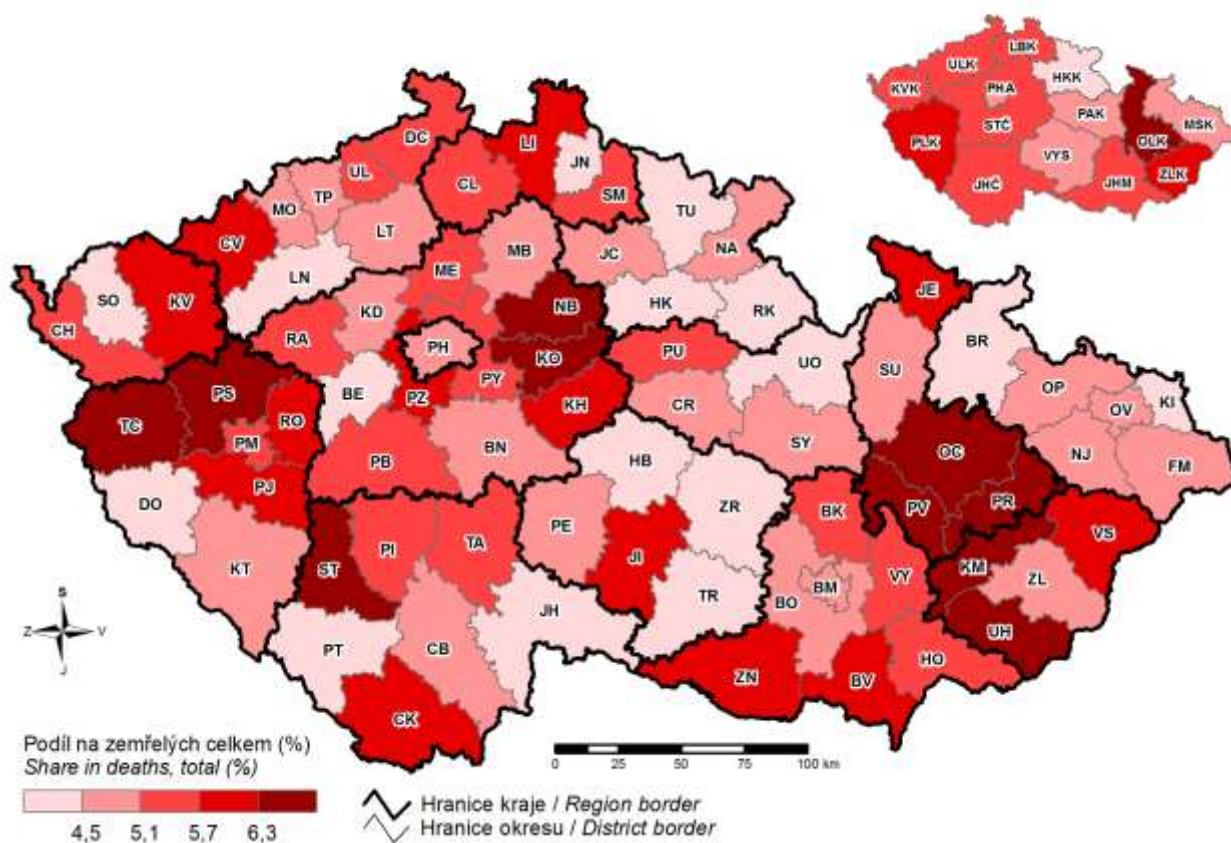 LBK
ULK
HKK
KVK
PHA
PAK
STČ
MSK
PLK
OLK
VYS
ZLK
JHČ
JHM
DC
LI
JN
UL
CL
SM
TP
MO
TU
LT
CV
MB
JC
NA
LN
ME
SO
KV
JE
NB
HK
RK
KD
CH
RA
PH
PU
UO
BR
KO
SU
OP
PS
BE
PZ
PY
KI
OV
RO
KH
CR
TC
PM
SY
OC
NJ
BN
PB
HB
FM
PJ
DO
PV
PR
ZR
BK
PE
VS
PI
TA
JI
ST
KT
KM
VY
ZL
BM
BO
TR
JH
UH
PT
CB
HO
ZN
BV
CK
S
Z V
J
Podíl na zemřelých celkem (%)
Share in deaths, total (%)
4,5 5,1 5,7 6,3
0 25 50 75 100 km
Hranice kraje / Region border
Hranice okresu / District border